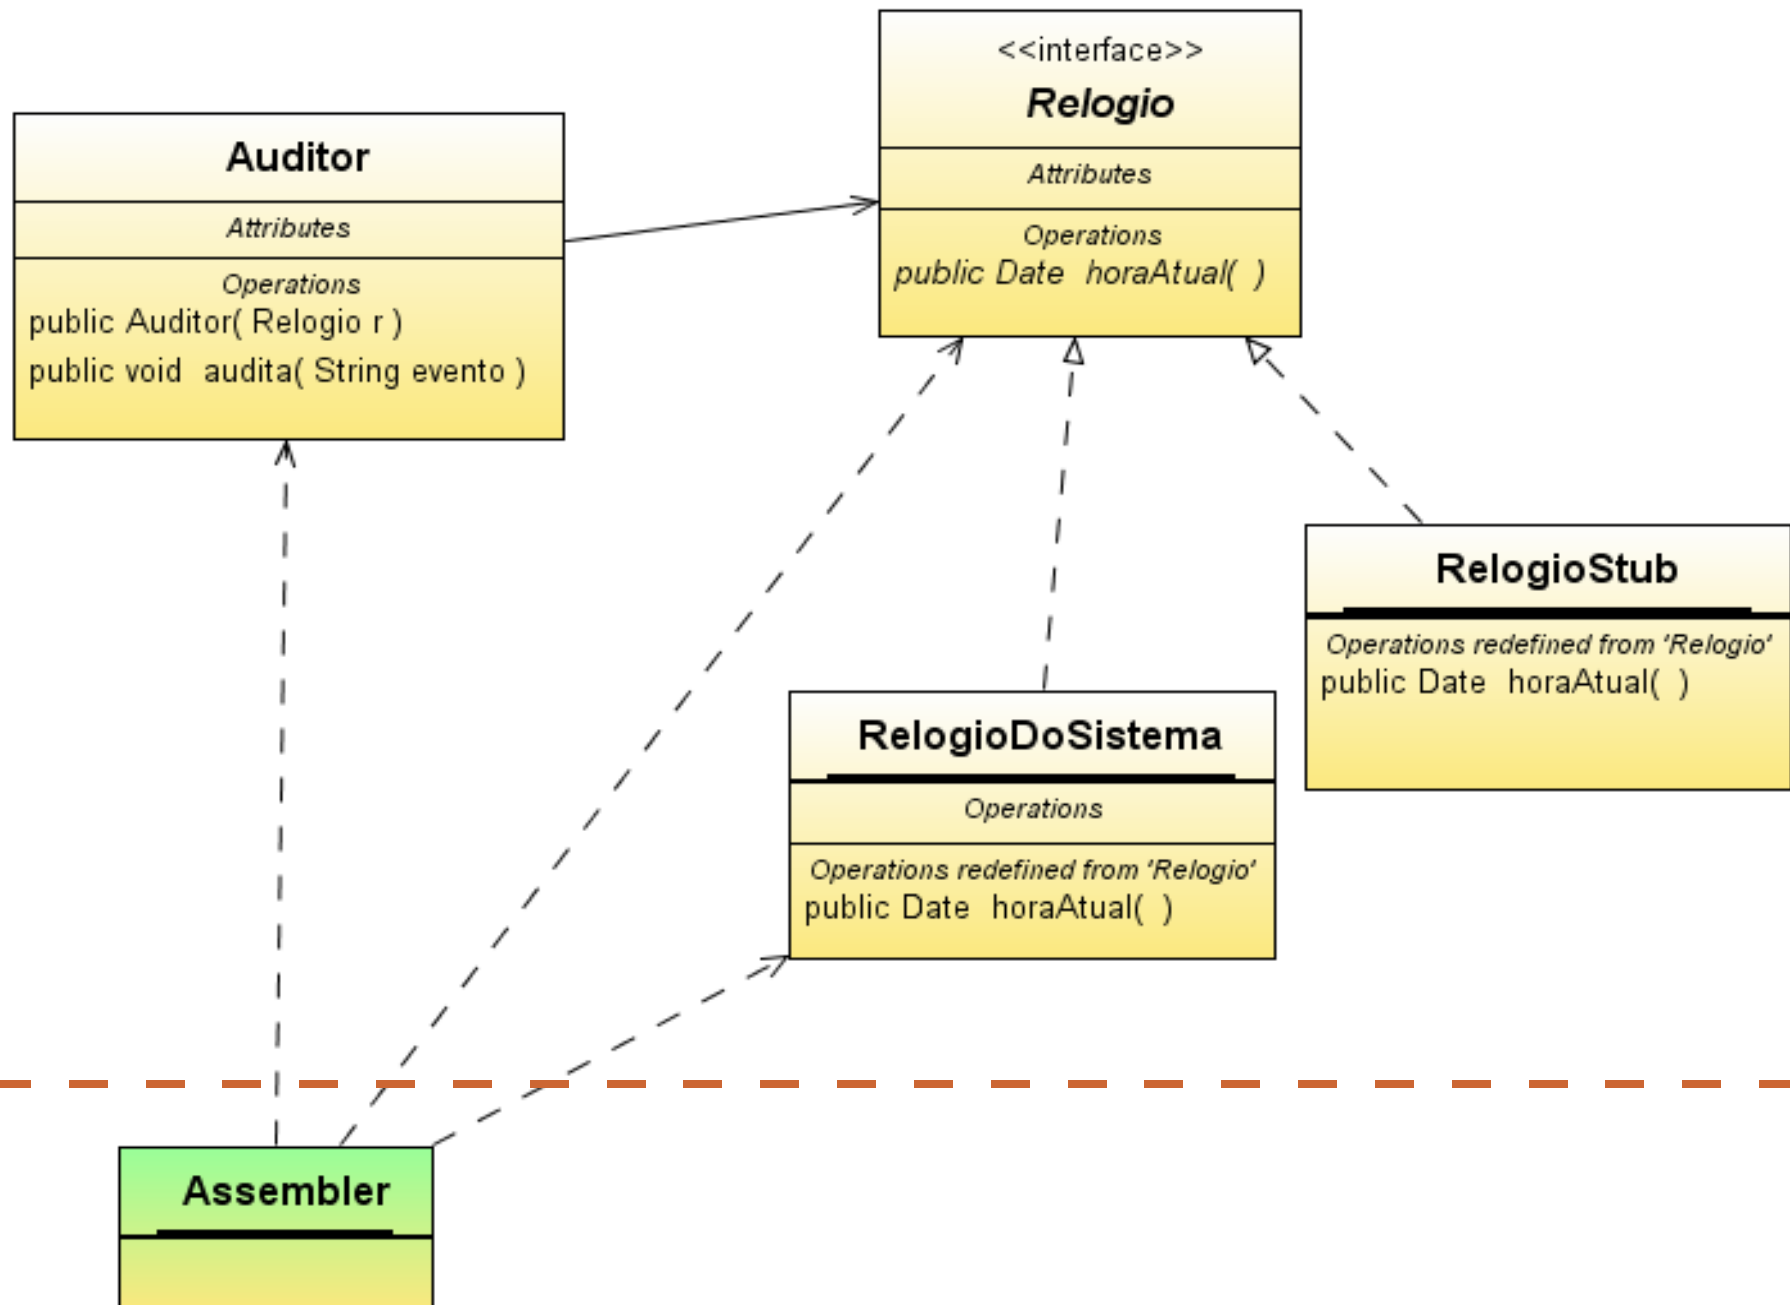 <<interface>>
Relogio
Attributes
Operations
public Date horaAtual( )
Auditor
Attributes
Operations
public Auditor( Relogio r )
public void audita( String evento )
RelogioStub
Operations redefined from 'Relogio'
public Date horaAtual( )
RelogioDoSistema
Operations
Operations redefined from 'Relogio'
public Date horaAtual( )
Assembler